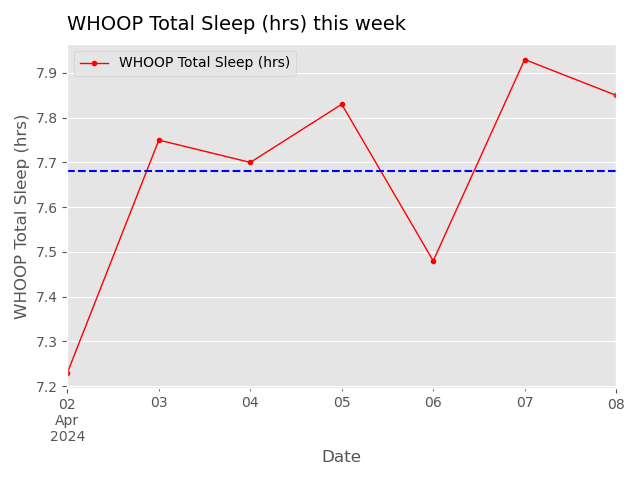 WHOOP Total Sleep (hrs) this week
WHOOP Total Sleep (hrs)
WHOOP Total Sleep (hrs)
7.9
7.8
7.7
7.6
7.5
7.4
7.3
7.2
02 03 04 05 06 07 08
Apr
2024
Date